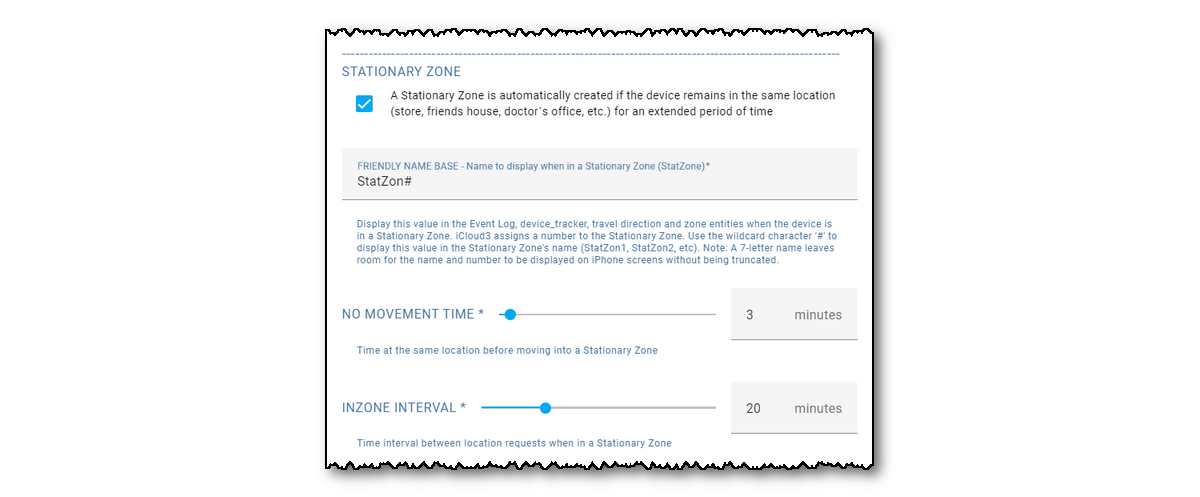 STATIONARY ZONE
A Stationary Zone is automatically created if the device remains in the same location
(store, friends house, doctor`s office, etc.) for an extended period of time
FRIENDLY NAME BASE - Name to display when in a Stationary Zone (StatZone)*
StatZon#
Display this value in the Event Log, device_tracker, travel direction and zone entities when the device is
in a Stationary Zone. iCloud3 assigns a number to the Stationary Zone. Use the wildcard character '#' to
display this value in the Stationary Zone's name (StatZon1, StatZon2, etc). Note: A 7-letter name leaves
room for the name and number to be displayed on iPhone screens without being truncated.
NO MOVEMENT TIME * 3 minutes
Time at the same location before moving into a Stationary Zone
INZONE INTERVAL * 20 minutes
Time interval between location requests when in a Stationary Zone